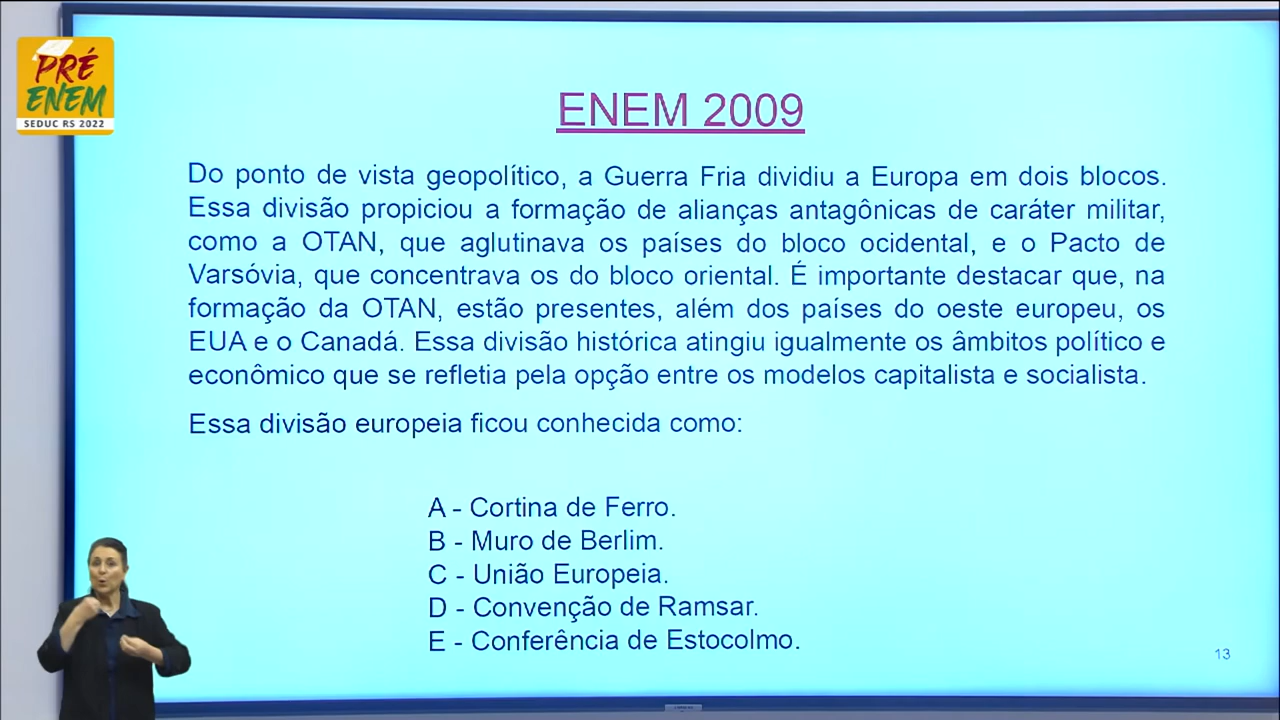 PRÉ
ENEM
SEDUC RS 2022
ENEM 2009
Do ponto de vista geopolítico, a Guerra Fria dividiu a Europa em dois blocos.
Essa divisão propiciou a formação de alianças antagônicas de caráter militar,
como a OTAN, que aglutinava os países do bloco ocidental, e o Pacto de
Varsóvia, que concentrava os do bloco oriental. É importante destacar que, na
formação da OTAN, estão presentes, além dos países do oeste europeu, os
EUA e o Canadá. Essa divisão histórica atingiu igualmente os âmbitos político e
econômico que se refletia pela opção entre os modelos capitalista e socialista.
Essa divisão europeia ficou conhecida como:
A - Cortina de Ferro.
B - Muro de Berlim.
C - União Europeia.
D - Convenção de Ramsar.
E - Conferência de Estocolmo.
13